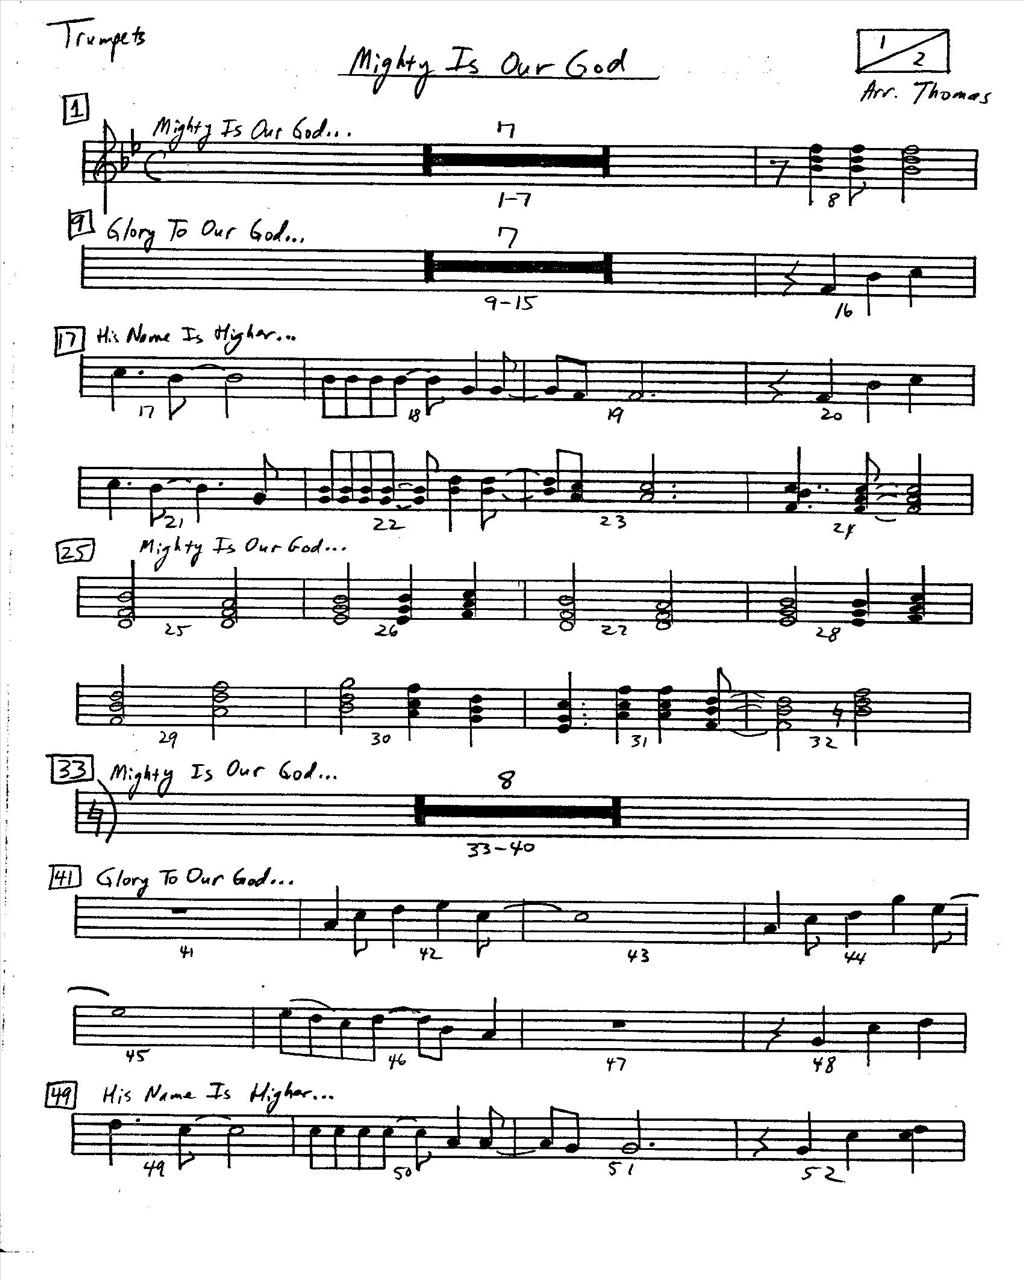 Trumpets
Mighty Is Our God
1/2
Arr. Thomas
1
Mighty Is Our God...
7
1-7
8
9
Glory To Our God...
7
9-15
16
17
His Name Is Higher...
17 18 19 20
21 22 23 24
25
Mighty Is Our God...
25 26 27 28
29 30 31 32
33
Mighty Is Our God...
8
33-40
41
Glory To Our God...
41 42 43 44
45 46 47 48
49
His Name Is Higher...
49 50 51 52